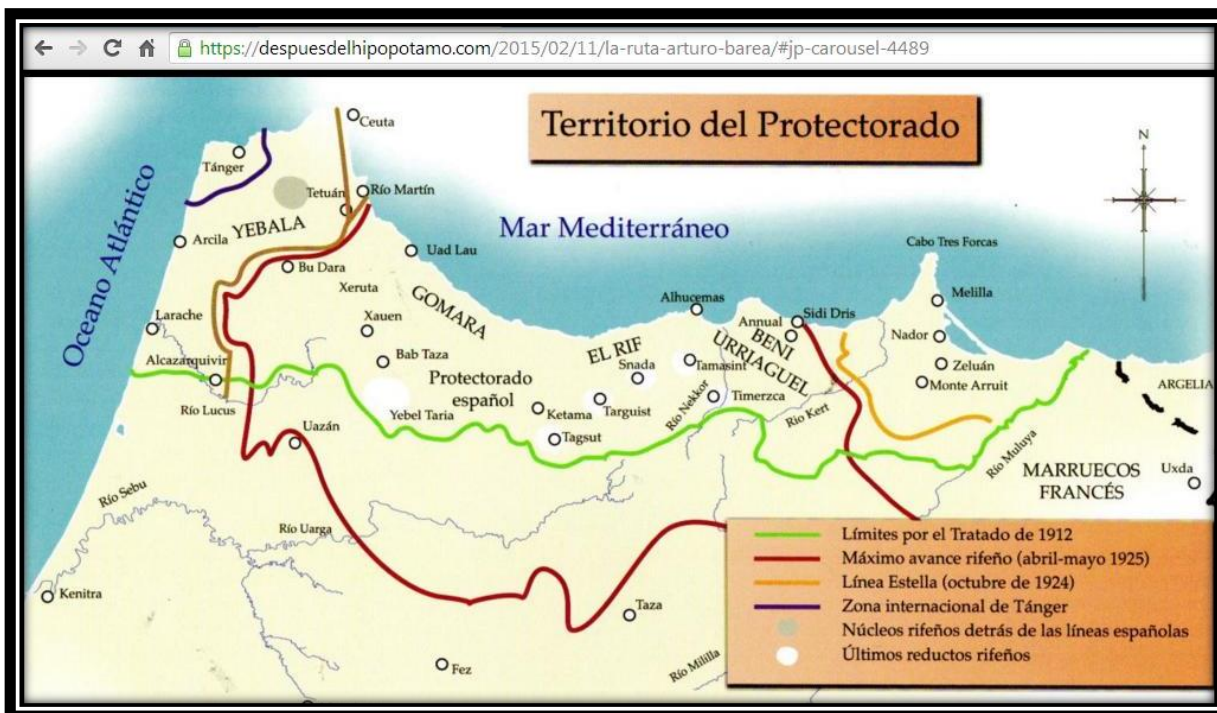 https://despuesdelhipopotamo.com/2015/02/11/la-ruta-arturo-barea/#jp-carousel-4489
Territorio del Protectorado
N
Ceuta
Tánger
Tetuán
Río Martín
Oceano Atlántico
YEBALA
Mar Mediterráneo
Arcila
Uad Lau
Cabo Tres Forcas
Bu Dara
Xeruta
GOMARA
Alhucemas
Melilla
Larache
Xauen
Annual
Sidi Dris
Nador
EL RIF
BENI
URRIAGUEL
Alcazarquivir
Bab Taza
Snada
Tamasint
Zeluán
Protectorado
español
Monte Arruit
ARGELIA
Río Lucus
Yebel Taria
Ketama
Targuist
Río Nekkor
Timerzca
Río Kert
Uazán
Tagsut
Río Muluya
MARRUECOS
FRANCÉS
Uxda
Río Sebu
Río Uarga
Límites por el Tratado de 1912
Máximo avance rifeño (abril-mayo 1925)
Línea Estella (octubre de 1924)
Zona internacional de Tánger
Núcleos rifeños detrás de las líneas españolas
Últimos reductos rifeños
Kenitra
Taza
Fez
Río Mililla